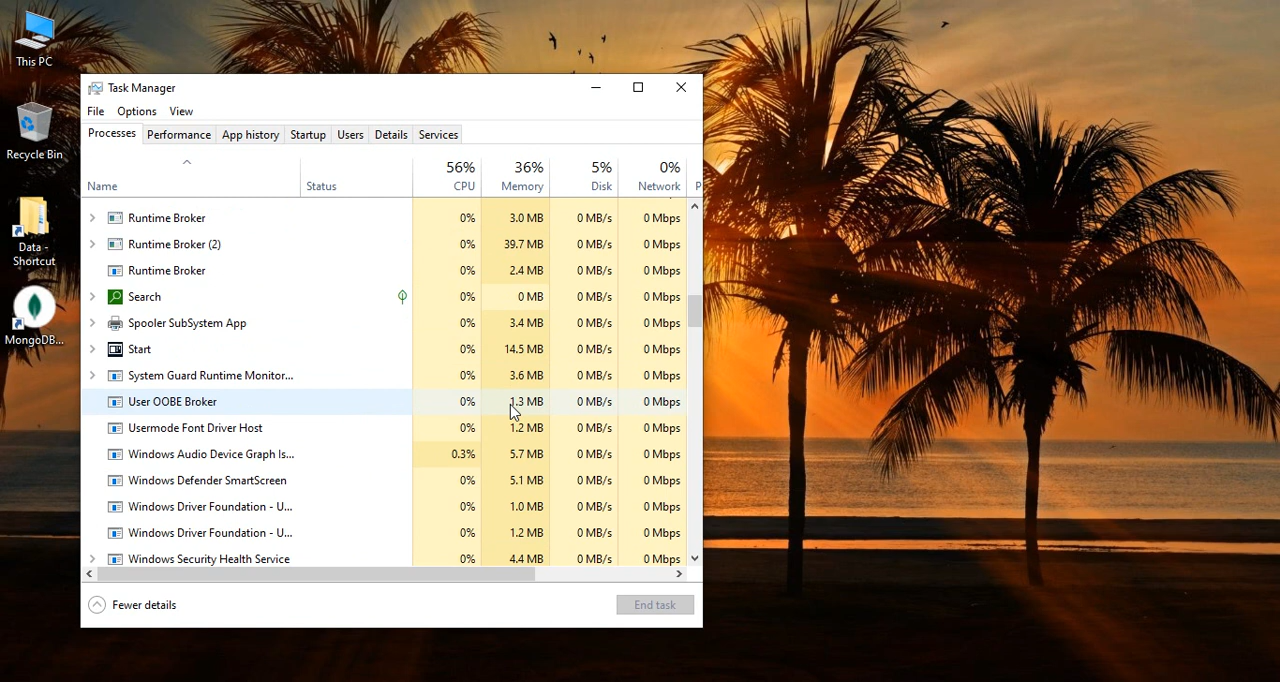 This PC
Recycle Bin
Data -
Shortcut
MongoDB...
Task Manager
File Options View
Processes Performance App history Startup Users Details Services
56% 36% 5% 0%
Name Status CPU Memory Disk Network P
Runtime Broker 0% 3.0 MB 0 MB/s 0 Mbps
Runtime Broker (2) 0% 39.7 MB 0 MB/s 0 Mbps
Runtime Broker 0% 2.4 MB 0 MB/s 0 Mbps
Search 0% 0 MB 0 MB/s 0 Mbps
Spooler SubSystem App 0% 3.4 MB 0 MB/s 0 Mbps
Start 0% 14.5 MB 0 MB/s 0 Mbps
System Guard Runtime Monitor... 0% 3.6 MB 0 MB/s 0 Mbps
User OOBE Broker 0% 1.3 MB 0 MB/s 0 Mbps
Usermode Font Driver Host 0% 1.2 MB 0 MB/s 0 Mbps
Windows Audio Device Graph Is... 0.3% 5.7 MB 0 MB/s 0 Mbps
Windows Defender SmartScreen 0% 5.1 MB 0 MB/s 0 Mbps
Windows Driver Foundation - U... 0% 1.0 MB 0 MB/s 0 Mbps
Windows Driver Foundation - U... 0% 1.2 MB 0 MB/s 0 Mbps
Windows Security Health Service 0% 4.4 MB 0 MB/s 0 Mbps
Fewer details End task